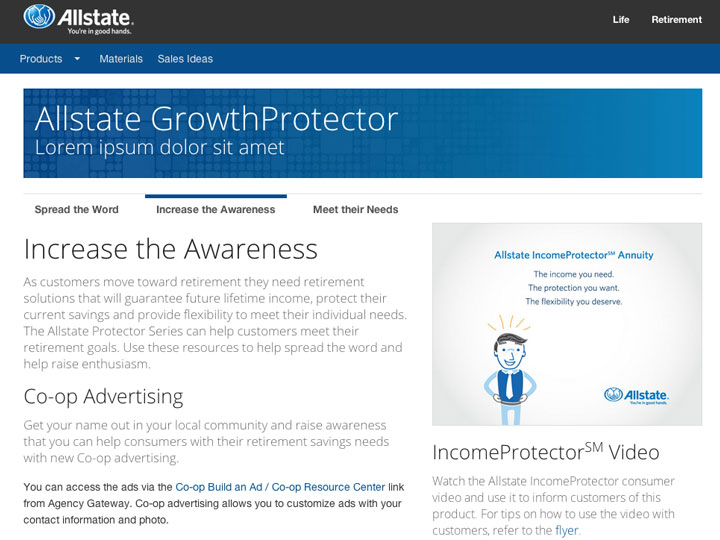 Allstate.
You're in good hands.
Life
Retirement
Products
Materials
Sales Ideas
Allstate GrowthProtector
Lorem ipsum dolor sit amet
Spread the Word
Increase the Awareness
Meet their Needs
Increase the Awareness
As customers move toward retirement they need retirement
solutions that will guarantee future lifetime income, protect their
current savings and provide flexibility to meet their individual needs.
The Allstate Protector Series can help customers meet their
retirement goals. Use these resources to help spread the word and
help raise enthusiasm.
Co-op Advertising
Get your name out in your local community and raise awareness
that you can help consumers with their retirement savings needs
with new Co-op advertising.
You can access the ads via the Co-op Build an Ad / Co-op Resource Center link
from Agency Gateway. Co-op advertising allows you to customize ads with your
contact information and photo.
Allstate IncomeProtector℠ Annuity
The income you need.
The protection you want.
The flexibility you deserve.
Allstate.
You're in good hands.
IncomeProtector℠ Video
Watch the Allstate IncomeProtector consumer
video and use it to inform customers of this
product. For tips on how to use the video with
customers, refer to the flyer.